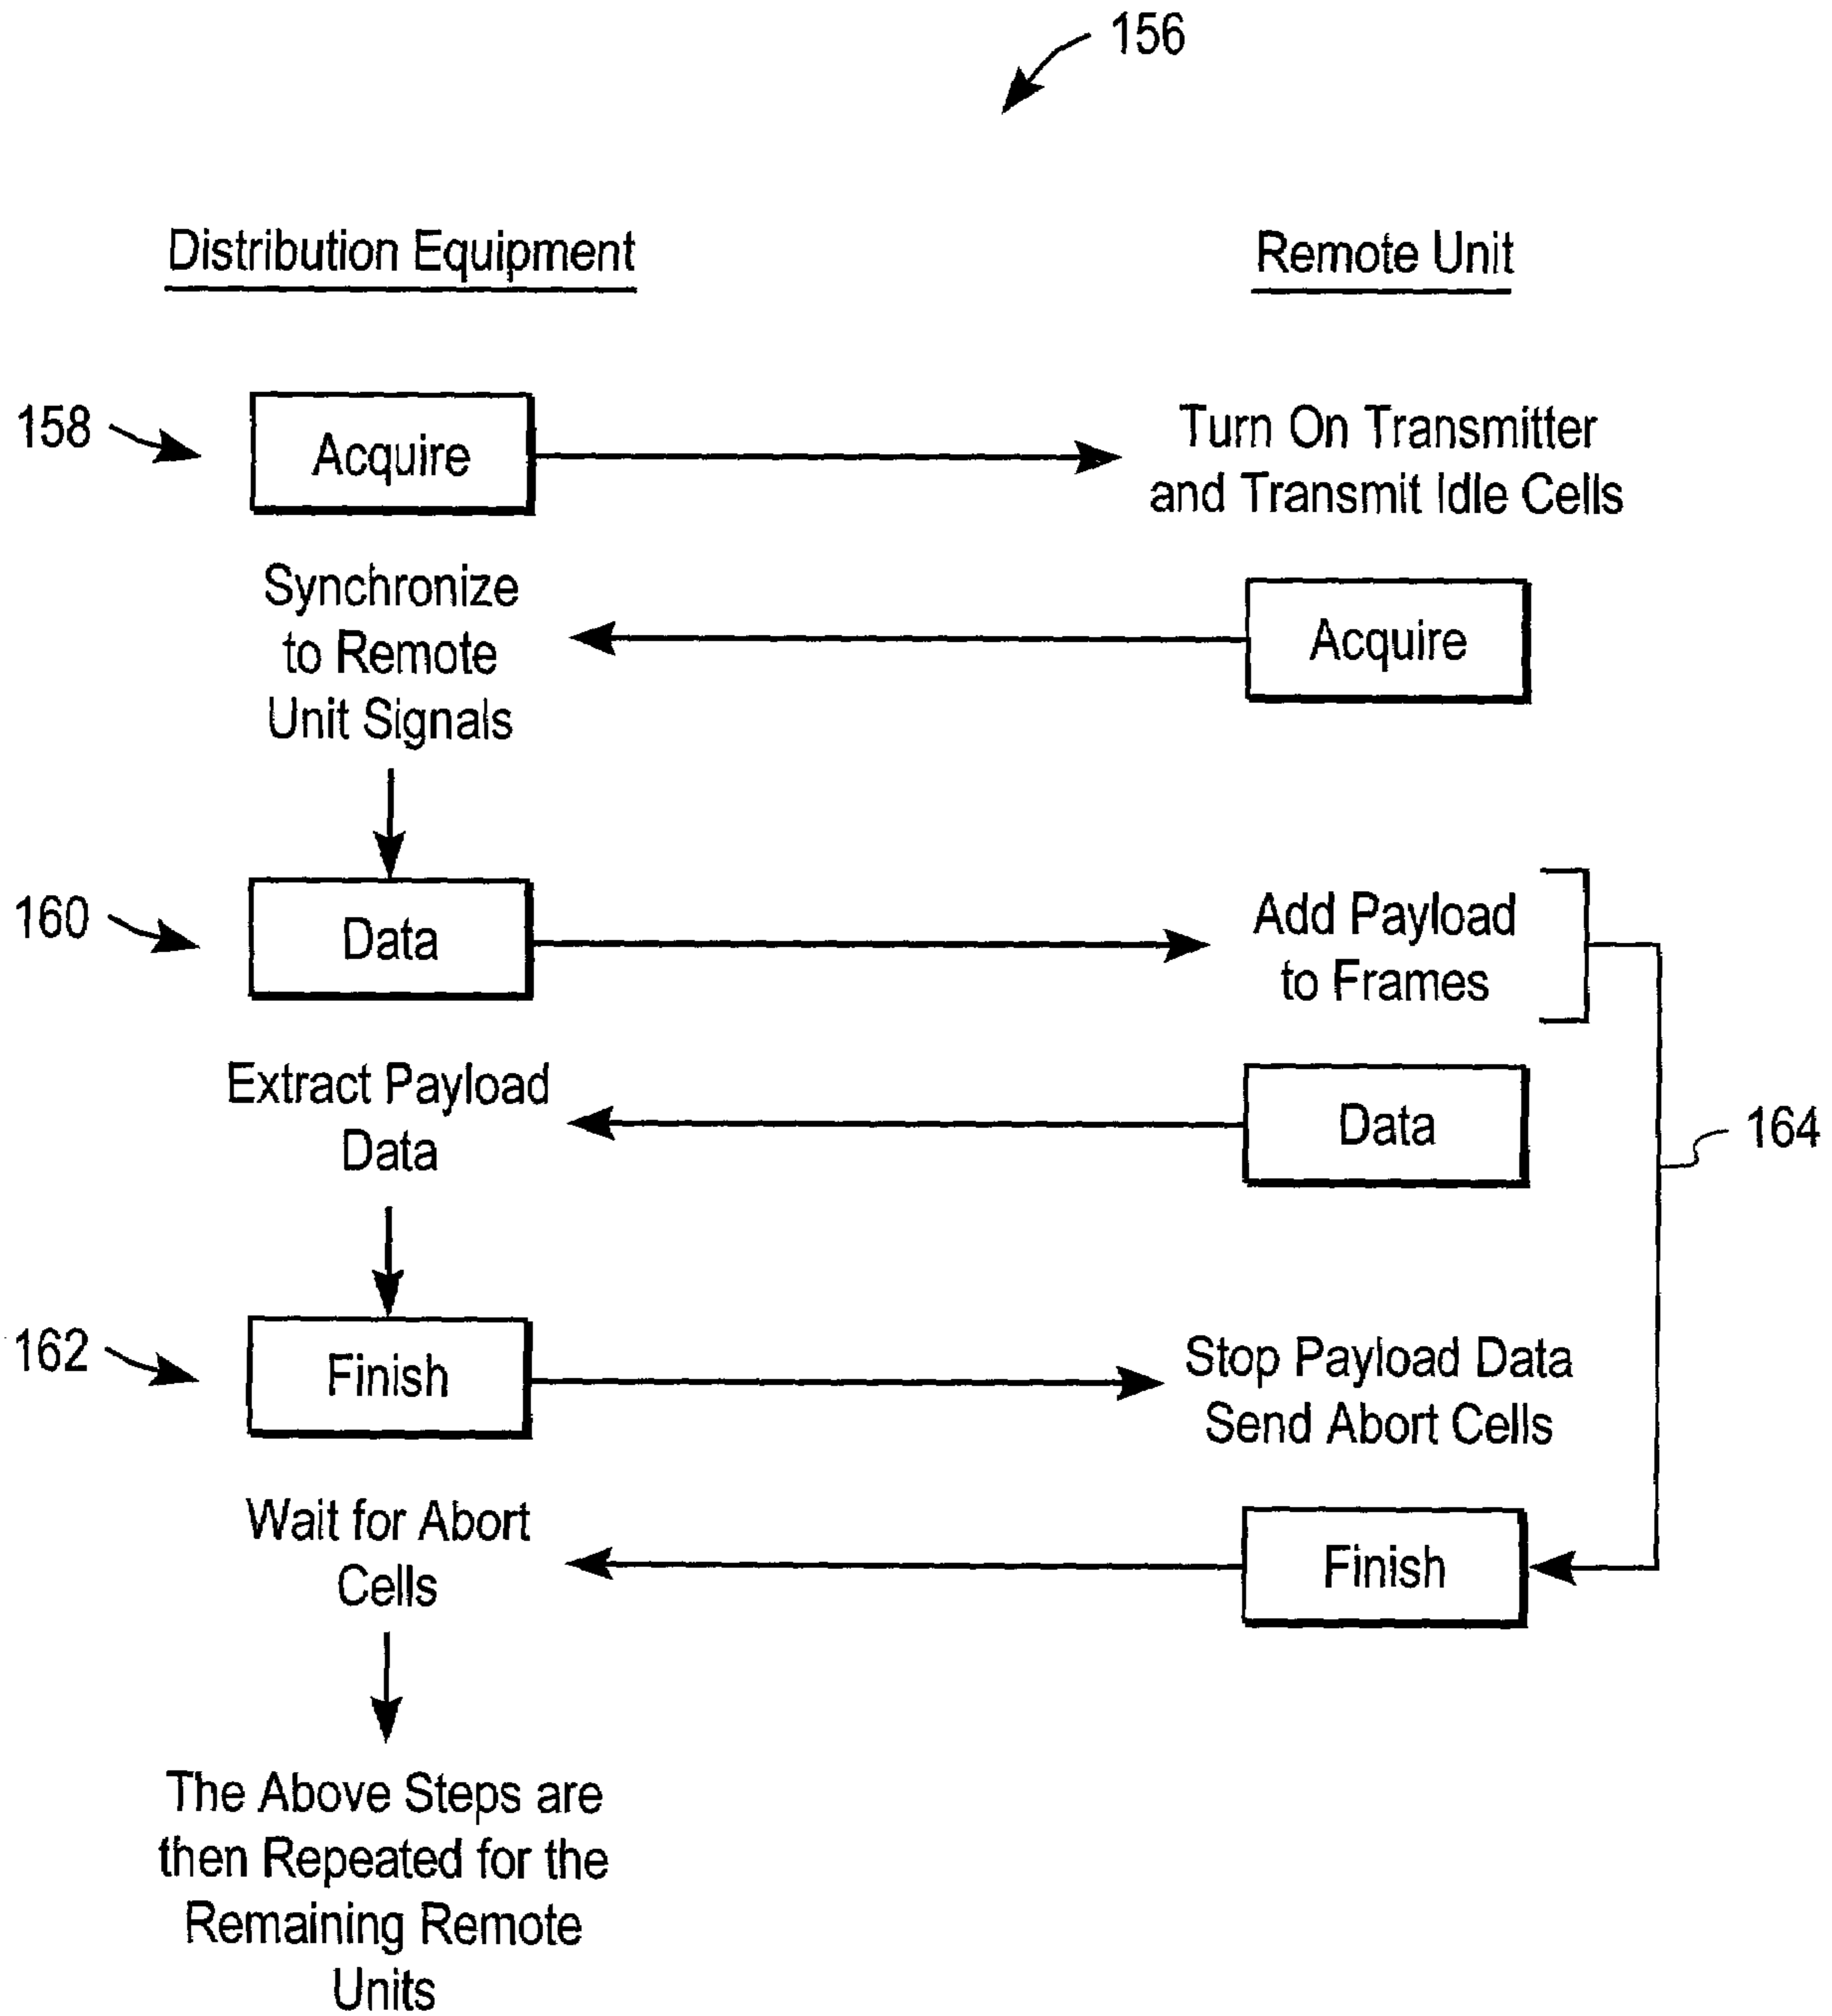 156
Distribution Equipment
Remote Unit
158
Acquire
Turn On Transmitter
and Transmit Idle Cells
Synchronize
to Remote
Unit Signals
Acquire
160
Data
Add Payload
to Frames
Extract Payload
Data
Data
164
162
Finish
Stop Payload Data
Send Abort Cells
Wait for Abort
Cells
Finish
The Above Steps are
then Repeated for the
Remaining Remote
Units